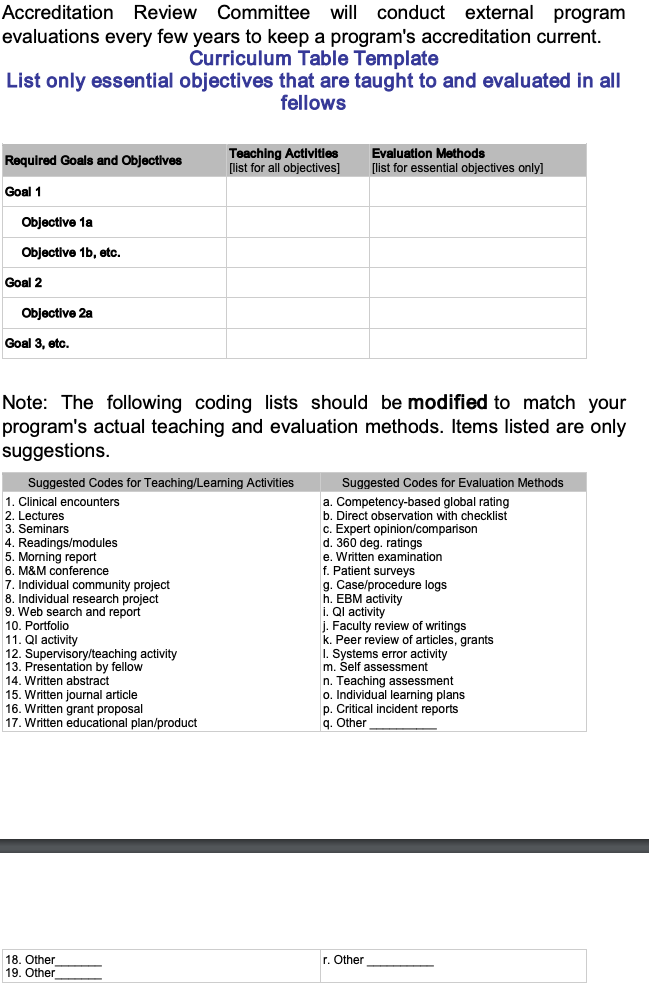 Accreditation Review Committee will conduct external program
evaluations every few years to keep a program's accreditation current.
Curriculum Table Template
List only essential objectives that are taught to and evaluated in all
fellows
Required Goals and Objectives
Teaching Activities
[list for all objectives]
Evaluation Methods
[list for essential objectives only]
Goal 1
Objective 1a
Objective 1b, etc.
Goal 2
Objective 2a
Goal 3, etc.
Note: The following coding lists should be modified to match your
program's actual teaching and evaluation methods. Items listed are only
suggestions.
Suggested Codes for Teaching/Learning Activities
1. Clinical encounters
2. Lectures
3. Seminars
4. Readings/modules
5. Morning report
6. M&M conference
7. Individual community project
8. Individual research project
9. Web search and report
10. Portfolio
11. QI activity
12. Supervisory/teaching activity
13. Presentation by fellow
14. Written abstract
15. Written journal article
16. Written grant proposal
17. Written educational plan/product
Suggested Codes for Evaluation Methods
a. Competency-based global rating
b. Direct observation with checklist
c. Expert opinion/comparison
d. 360 deg. ratings
e. Written examination
f. Patient surveys
g. Case/procedure logs
h. EBM activity
i. QI activity
j. Faculty review of writings
k. Peer review of articles, grants
l. Systems error activity
m. Self assessment
n. Teaching assessment
o. Individual learning plans
p. Critical incident reports
q. Other __________
18. Other_______
19. Other_______
r. Other __________